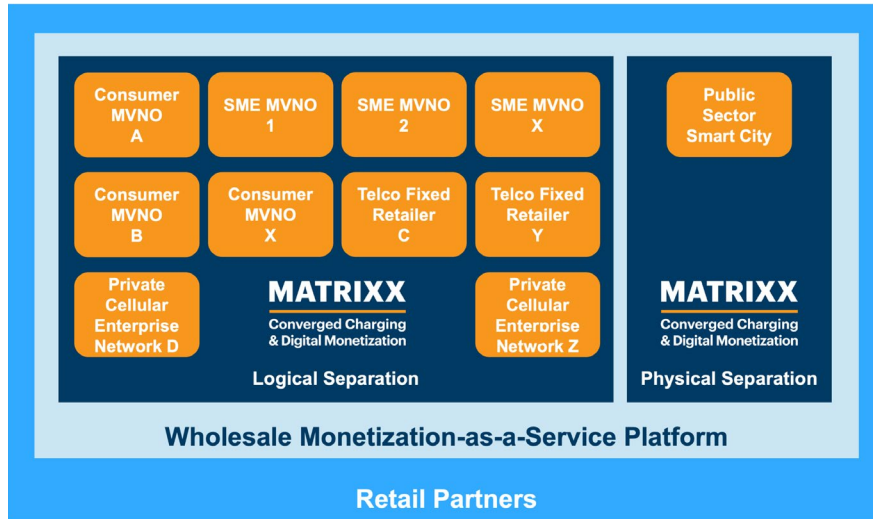 Consumer
MVNO
A
SME MVNO
1
SME MVNO
2
SME MVNO
X
Public
Sector
Smart City
Consumer
MVNO
B
Consumer
MVNO
X
Telco Fixed
Retailer
C
Telco Fixed
Retailer
Y
Private
Cellular
Enterprise
Network D
MATRIXX
Converged Charging
& Digital Monetization
Private
Cellular
Enterprise
Network Z
MATRIXX
Converged Charging
& Digital Monetization
Logical Separation
Physical Separation
Wholesale Monetization-as-a-Service Platform
Retail Partners